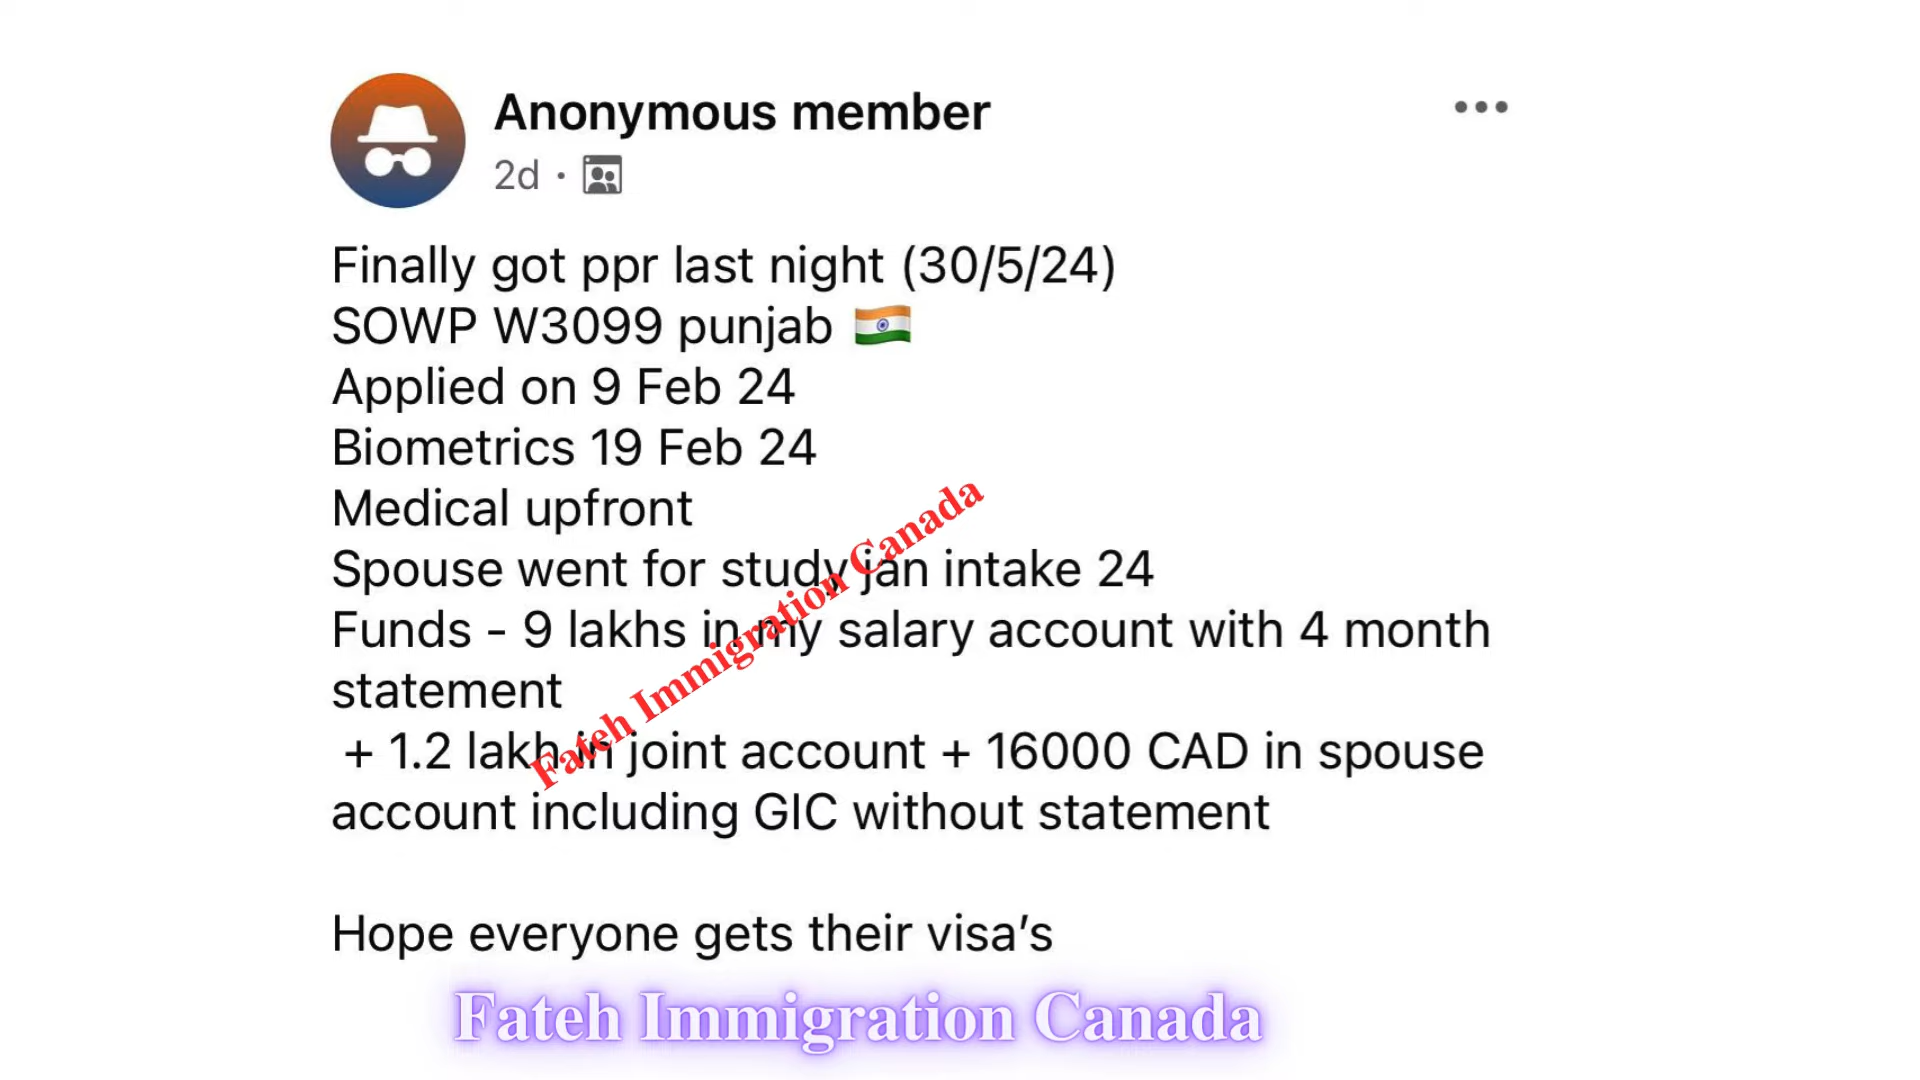 Anonymous member
2d ·
Finally got ppr last night (30/5/24)
SOWP W3099 punjab 🇮🇳
Applied on 9 Feb 24
Biometrics 19 Feb 24
Medical upfront
Spouse went for study jan intake 24
Funds - 9 lakhs in my salary account with 4 month
statement
+ 1.2 lakh in joint account + 16000 CAD in spouse
account including GIC without statement
Hope everyone gets their visa’s
Fateh Immigration Canada
Fateh Immigration Canada